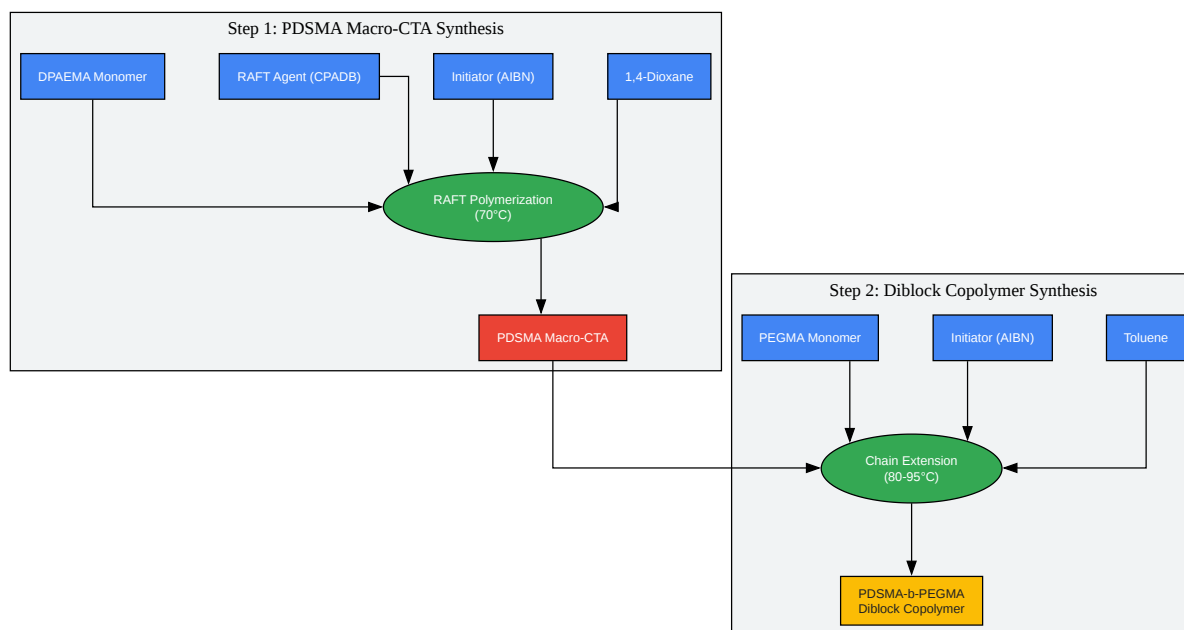 Step 1: PDSMA Macro-CTA Synthesis
DPAEMA Monomer
RAFT Agent (CPADB)
Initiator (AIBN)
1,4-Dioxane
RAFT Polymerization
(70°C)
PDSMA Macro-CTA
Step 2: Diblock Copolymer Synthesis
PEGMA Monomer
Initiator (AIBN)
Toluene
Chain Extension
(80-95°C)
PDSMA-b-PEGMA
Diblock Copolymer